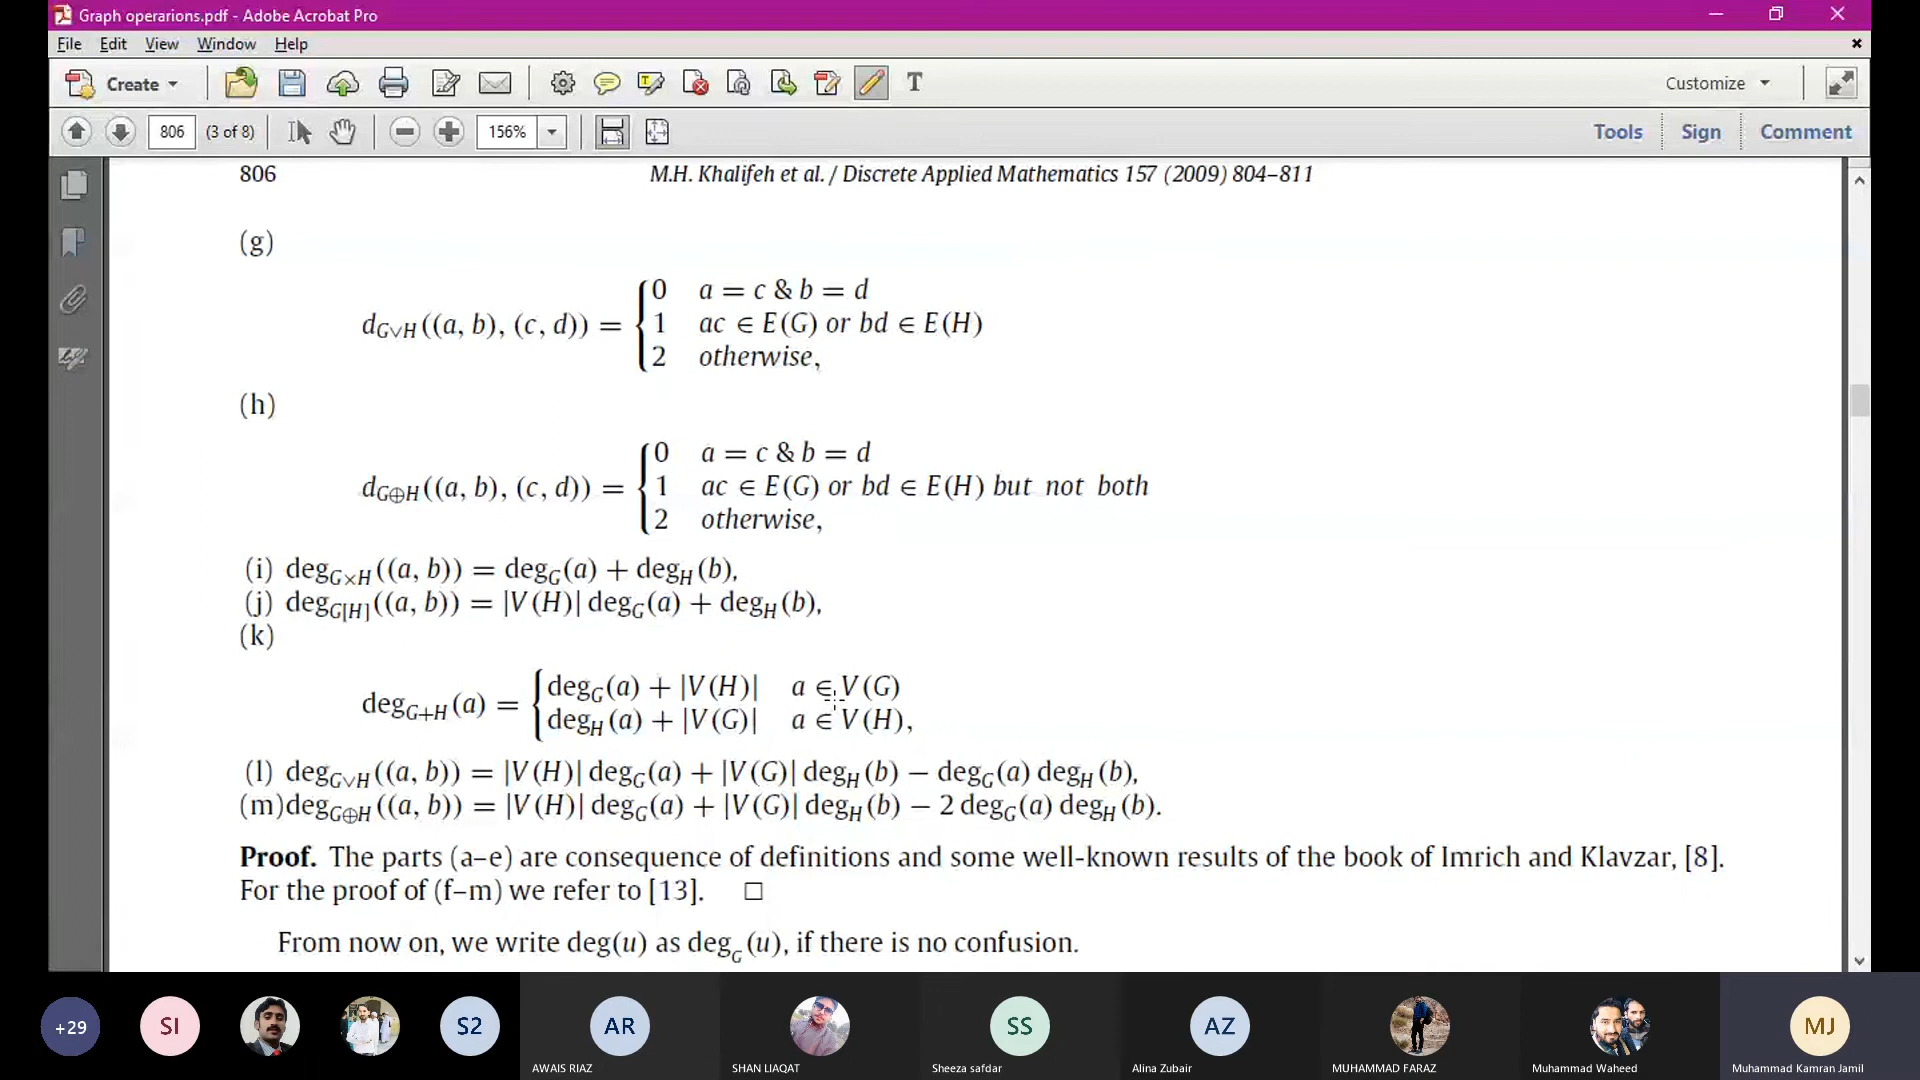 Graph operarions.pdf - Adobe Acrobat Pro
File Edit View Window Help
Create Customize
806 (3 of 8) 156% Tools Sign Comment
806 M.H. Khalifeh et al. / Discrete Applied Mathematics 157 (2009) 804–811
(g)
d_{G∨H}((a, b), (c, d)) = { 0 a = c & b = d
1 ac ∈ E(G) or bd ∈ E(H)
2 otherwise,
(h)
d_{G⊕H}((a, b), (c, d)) = { 0 a = c & b = d
1 ac ∈ E(G) or bd ∈ E(H) but not both
2 otherwise,
(i) deg_{G×H}((a, b)) = deg_G(a) + deg_H(b),
(j) deg_{G[H]}((a, b)) = |V(H)| deg_G(a) + deg_H(b),
(k)
deg_{G+H}(a) = { deg_G(a) + |V(H)| a ∈ V(G)
deg_H(a) + |V(G)| a ∈ V(H),
(l) deg_{G∨H}((a, b)) = |V(H)| deg_G(a) + |V(G)| deg_H(b) − deg_G(a) deg_H(b),
(m) deg_{G⊕H}((a, b)) = |V(H)| deg_G(a) + |V(G)| deg_H(b) − 2 deg_G(a) deg_H(b).
Proof. The parts (a–e) are consequence of definitions and some well-known results of the book of Imrich and Klavzar, [8].
For the proof of (f–m) we refer to [13]. □
From now on, we write deg(u) as deg_G(u), if there is no confusion.
+29 SI S2 AR SS AZ MJ
AWAIS RIAZ SHAN LIAQAT Sheeza safdar Alina Zubair MUHAMMAD FARAZ Muhammad Waheed Muhammad Kamran Jamil